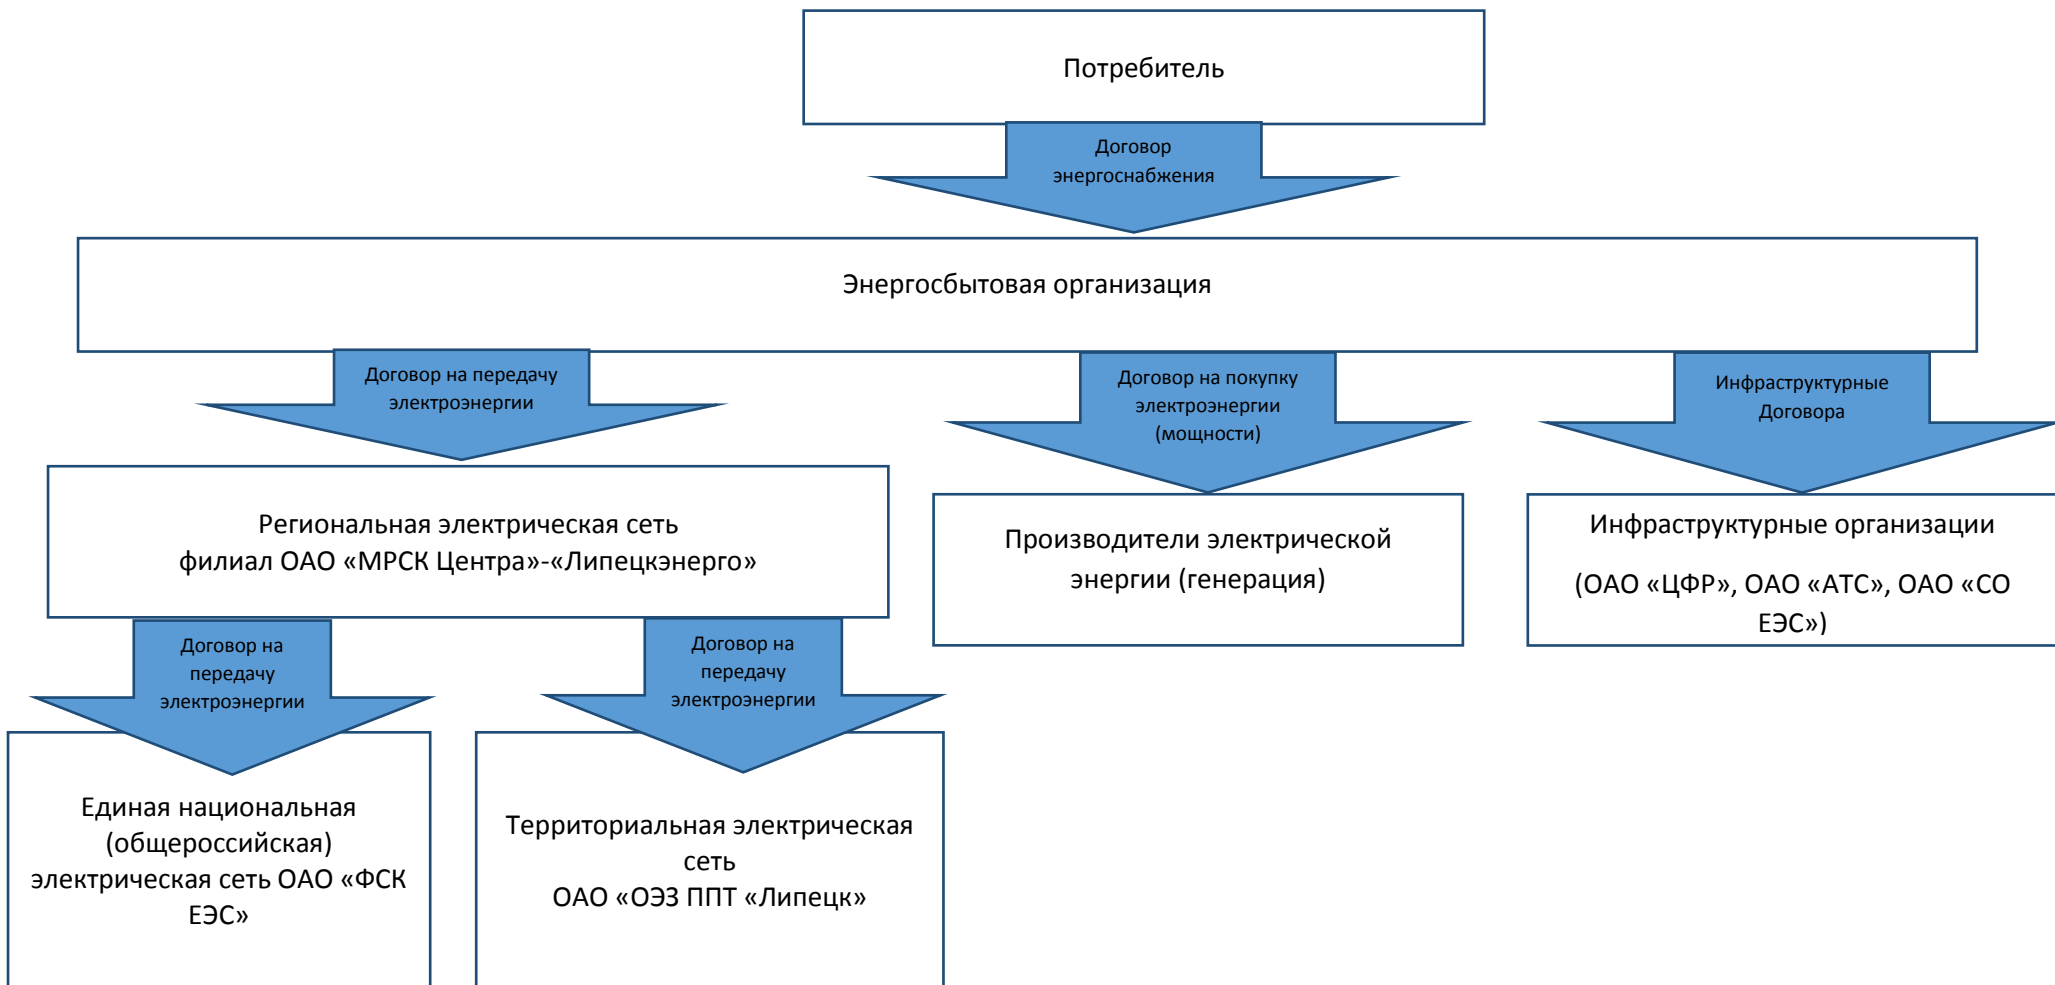 Потребитель
Договор
энергоснабжения
Энергосбытовая организация
Договор на передачу
электроэнергии
Договор на покупку
электроэнергии
(мощности)
Инфраструктурные
Договора
Региональная электрическая сеть
филиал ОАО «МРСК Центра»-«Липецкэнерго»
Производители электрической
энергии (генерация)
Инфраструктурные организации
(ОАО «ЦФР», ОАО «АТС», ОАО «СО
ЕЭС»)
Договор на
передачу
электроэнергии
Договор на
передачу
электроэнергии
Единая национальная
(общероссийская)
электрическая сеть ОАО «ФСК
ЕЭС»
Территориальная электрическая
сеть
ОАО «ОЭЗ ППТ «Липецк»